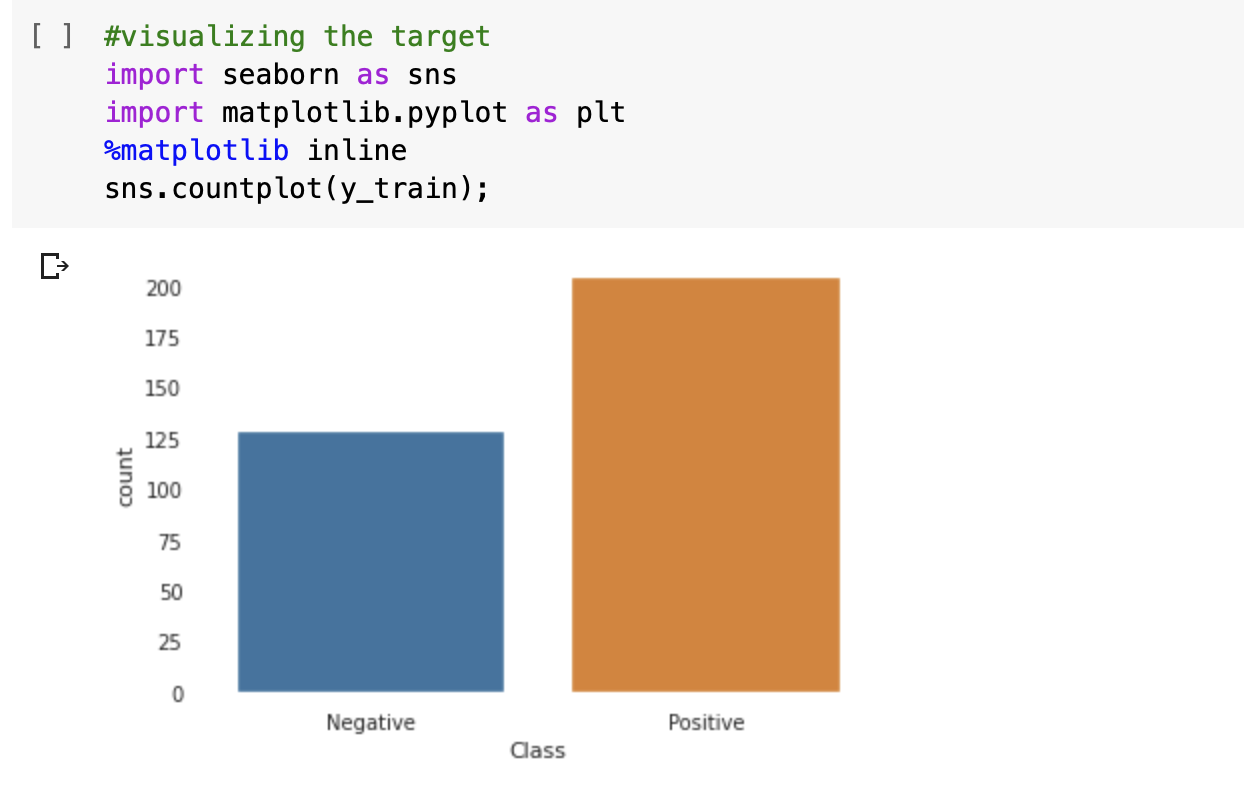 [ ] #visualizing the target
import seaborn as sns
import matplotlib.pyplot as plt
%matplotlib inline
sns.countplot(y_train);
200
175
150
125
100
75
50
25
0
count
Negative Positive
Class